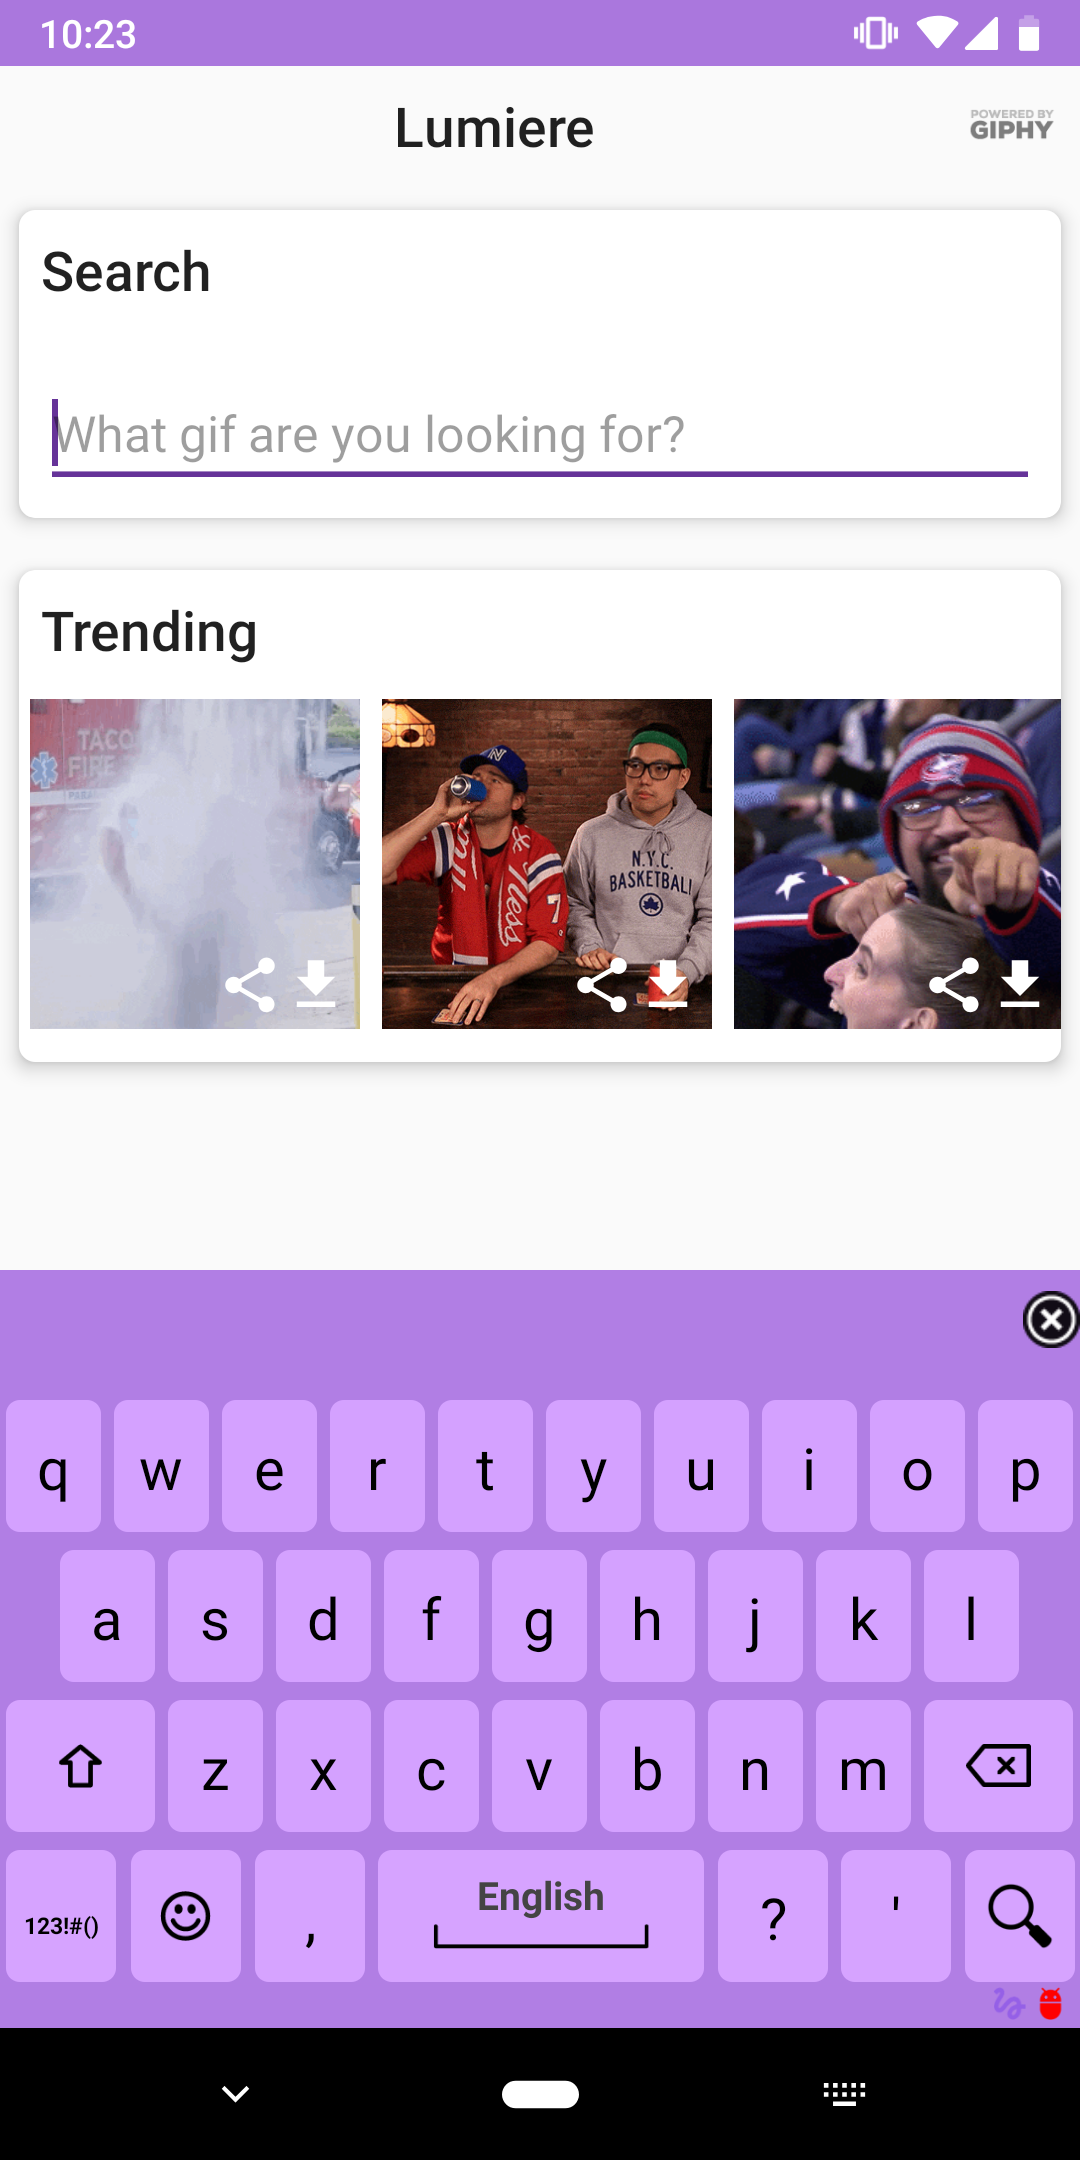 10:23
Lumiere
POWERED BY
GIPHY
Search
What gif are you looking for?
Trending
TACO
FIRE
N
7
N.Y.C.
BASKETBALL
q w e r t y u i o p
a s d f g h j k l
z x c v b n m
English
123!#() , ? '